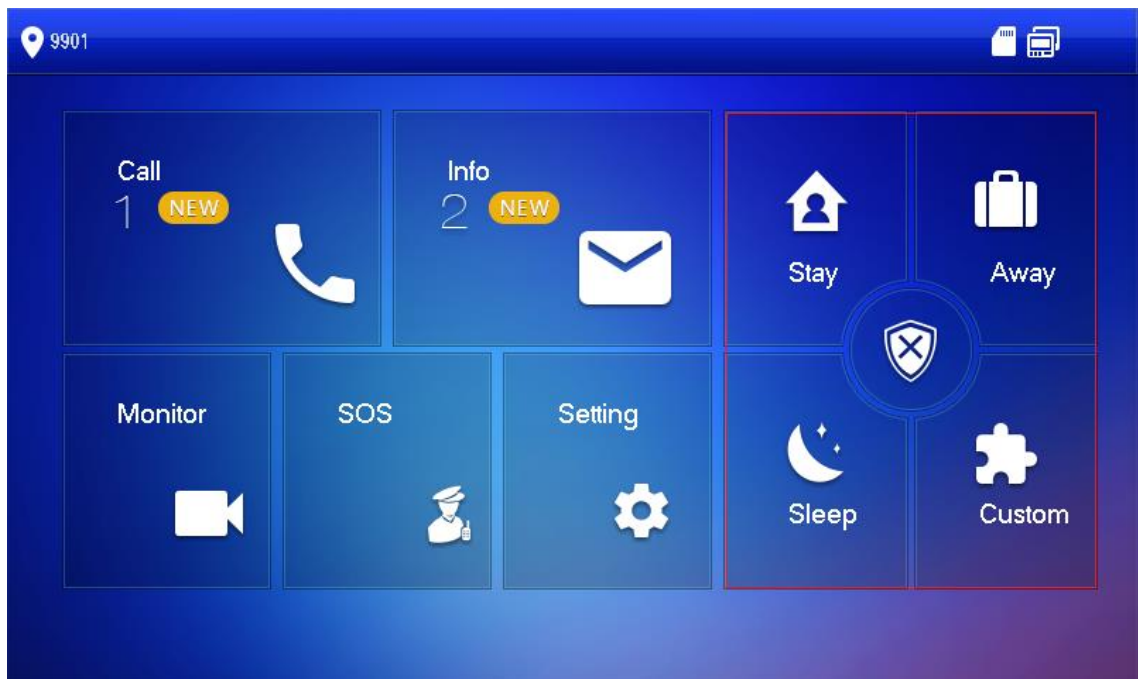 9901
Call
1 NEW
Info
2 NEW
Stay
Away
Monitor
SOS
Setting
Sleep
Custom